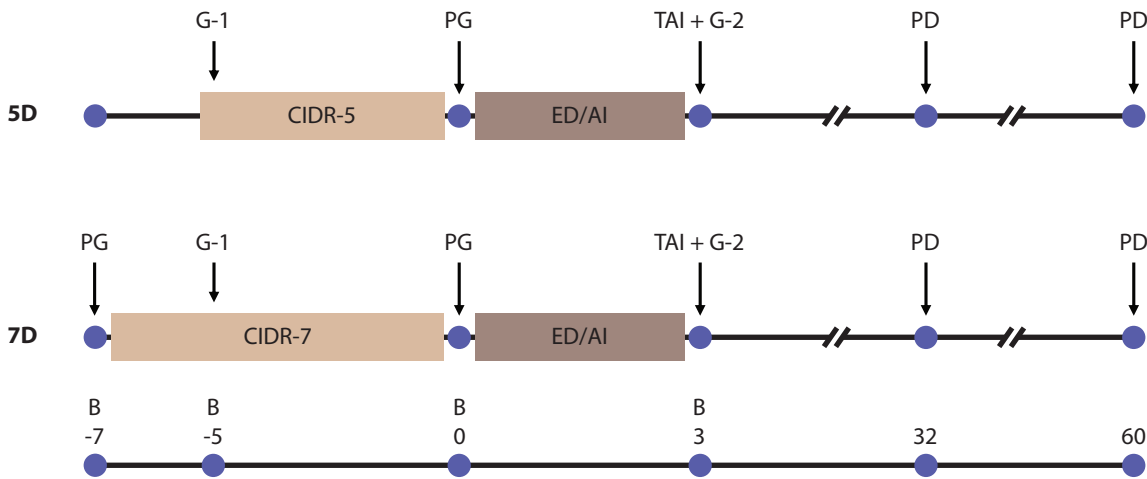 G-1 PG TAI + G-2 PD PD
5D CIDR-5 ED/AI
PG G-1 PG TAI + G-2 PD PD
7D CIDR-7 ED/AI
B B B B
-7 -5 0 3 32 60